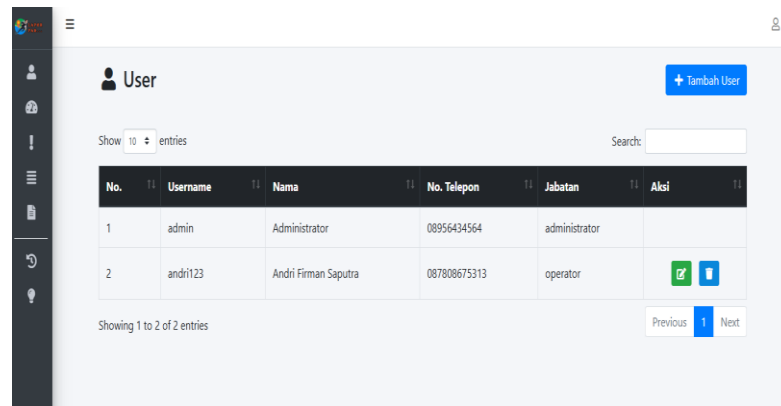 User
Tambah User
Show 10 entries
Search:
No. Username Nama No. Telepon Jabatan Aksi
1 admin Administrator 08956434564 administrator
2 andri123 Andri Firman Saputra 087808675313 operator
Showing 1 to 2 of 2 entries
Previous 1 Next